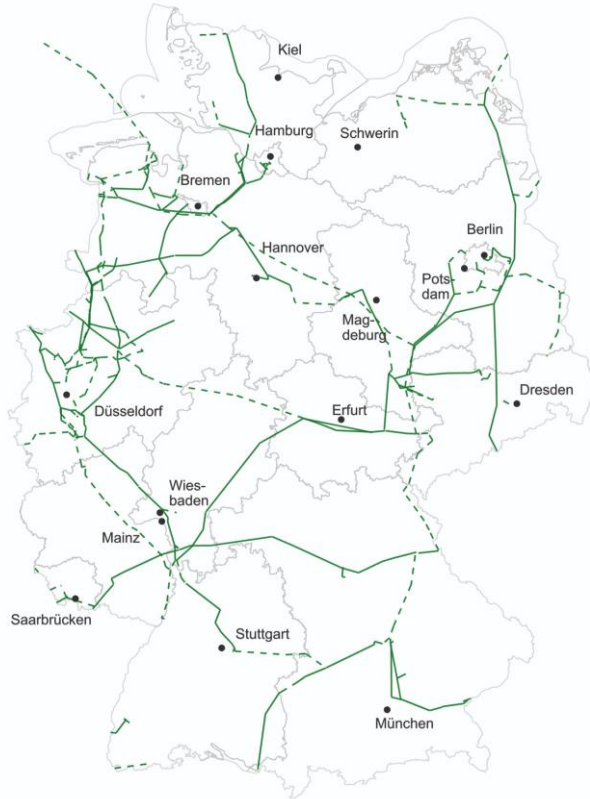 Kiel
Hamburg
Schwerin
Bremen
Hannover
Berlin
Pots-
dam
Mag-
deburg
Düsseldorf
Erfurt
Dresden
Wies-
baden
Mainz
Saarbrücken
Stuttgart
München